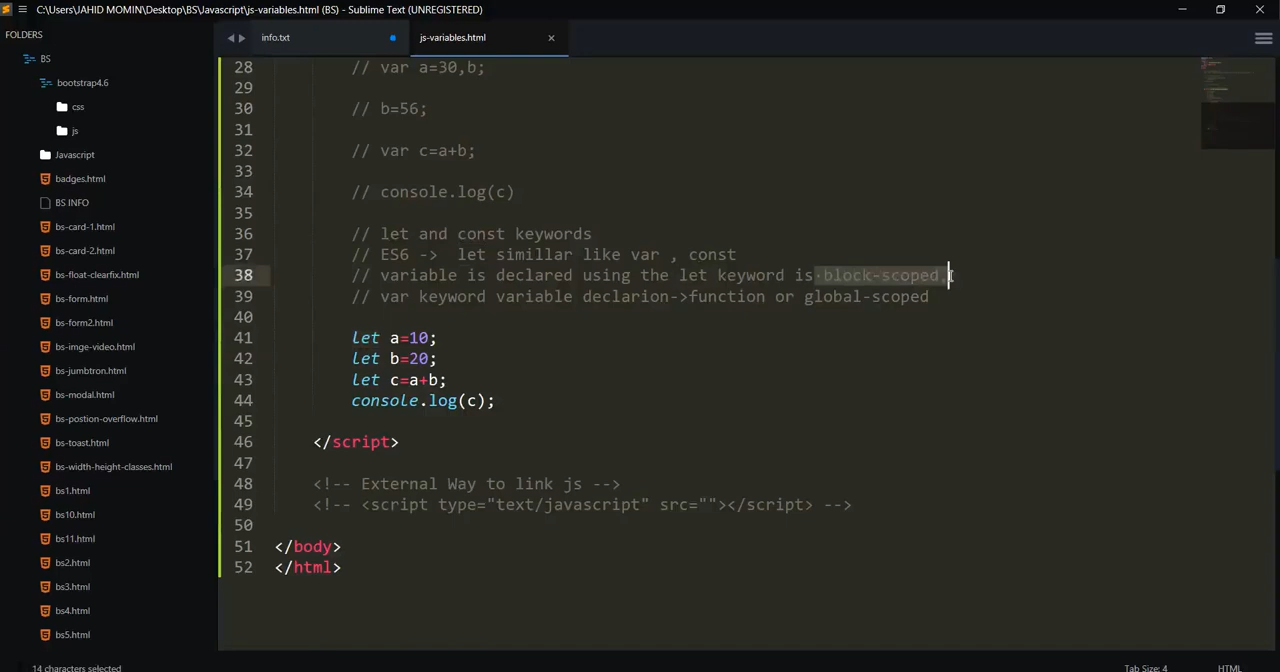 C:\Users\JAHID MOMIN\Desktop\BS\Javascript\js-variables.html (BS) - Sublime Text (UNREGISTERED)
FOLDERS
info.txt
js-variables.html
BS
bootstrap4.6
css
js
Javascript
badges.html
BS INFO
bs-card-1.html
bs-card-2.html
bs-float-clearfix.html
bs-form.html
bs-form2.html
bs-imge-video.html
bs-jumbtron.html
bs-modal.html
bs-postion-overflow.html
bs-toast.html
bs-width-height-classes.html
bs1.html
bs10.html
bs11.html
bs2.html
bs3.html
bs4.html
bs5.html
28 // var a=30,b;
29
30 // b=56;
31
32 // var c=a+b;
33
34 // console.log(c)
35
36 // let and const keywords
37 // ES6 ->  let simillar like var , const
38 // variable is declared using the let keyword is block-scoped,
39 // var keyword variable declarion->function or global-scoped
40
41 let a=10;
42 let b=20;
43 let c=a+b;
44 console.log(c);
45
46 </script>
47
48 <!-- External Way to link js -->
49 <!-- <script type="text/javascript" src=""></script> -->
50
51 </body>
52 </html>
14 characters selected
Tab Size: 4
HTML